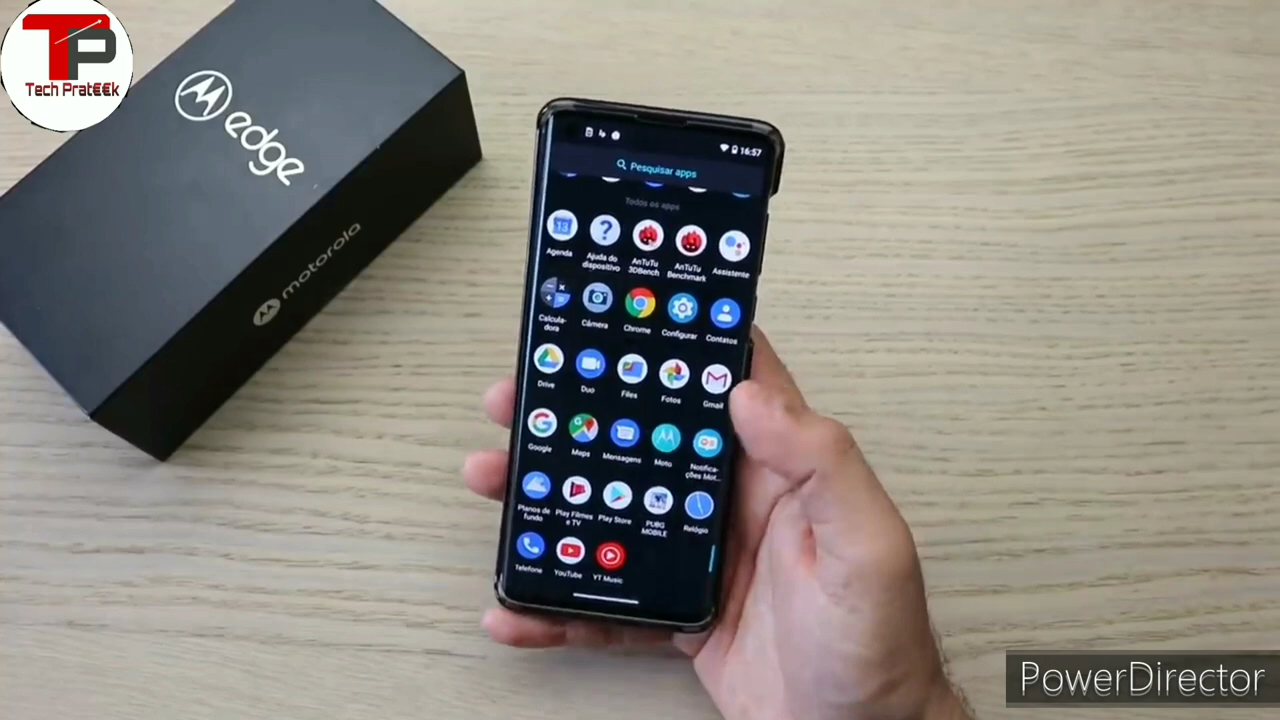 TP
Tech Prat€€k
edge
motorola
16:57
Pesquisar apps
Todos os apps
Agenda
Ajuda do
dispositivo
AnTuTu
3DBench
AnTuTu
Benchmark
Assistente
Calcula-
dora
Câmera
Chrome
Configurar
Contatos
Drive
Duo
Files
Fotos
Gmail
Google
Maps
Mensagens
Moto
Notifica-
ções Mot...
Planos de
fundo
Play Filmes
e TV
Play Store
PUBG
MOBILE
Relógio
Telefone
YouTube
YT Music
PowerDirector